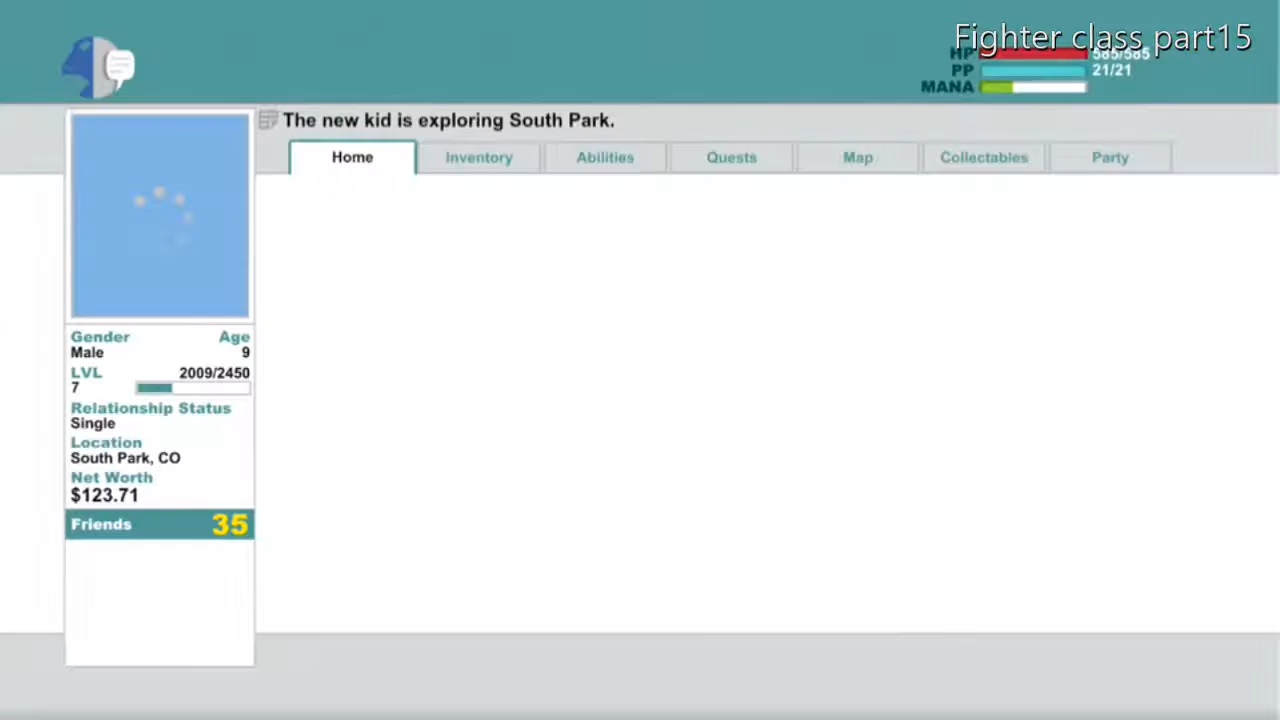 Fighter class part15
HP 585/585
PP 21/21
MANA
The new kid is exploring South Park.
Home Inventory Abilities Quests Map Collectables Party
Gender Age
Male 9
LVL 2009/2450
7
Relationship Status
Single
Location
South Park, CO
Net Worth
$123.71
Friends 35